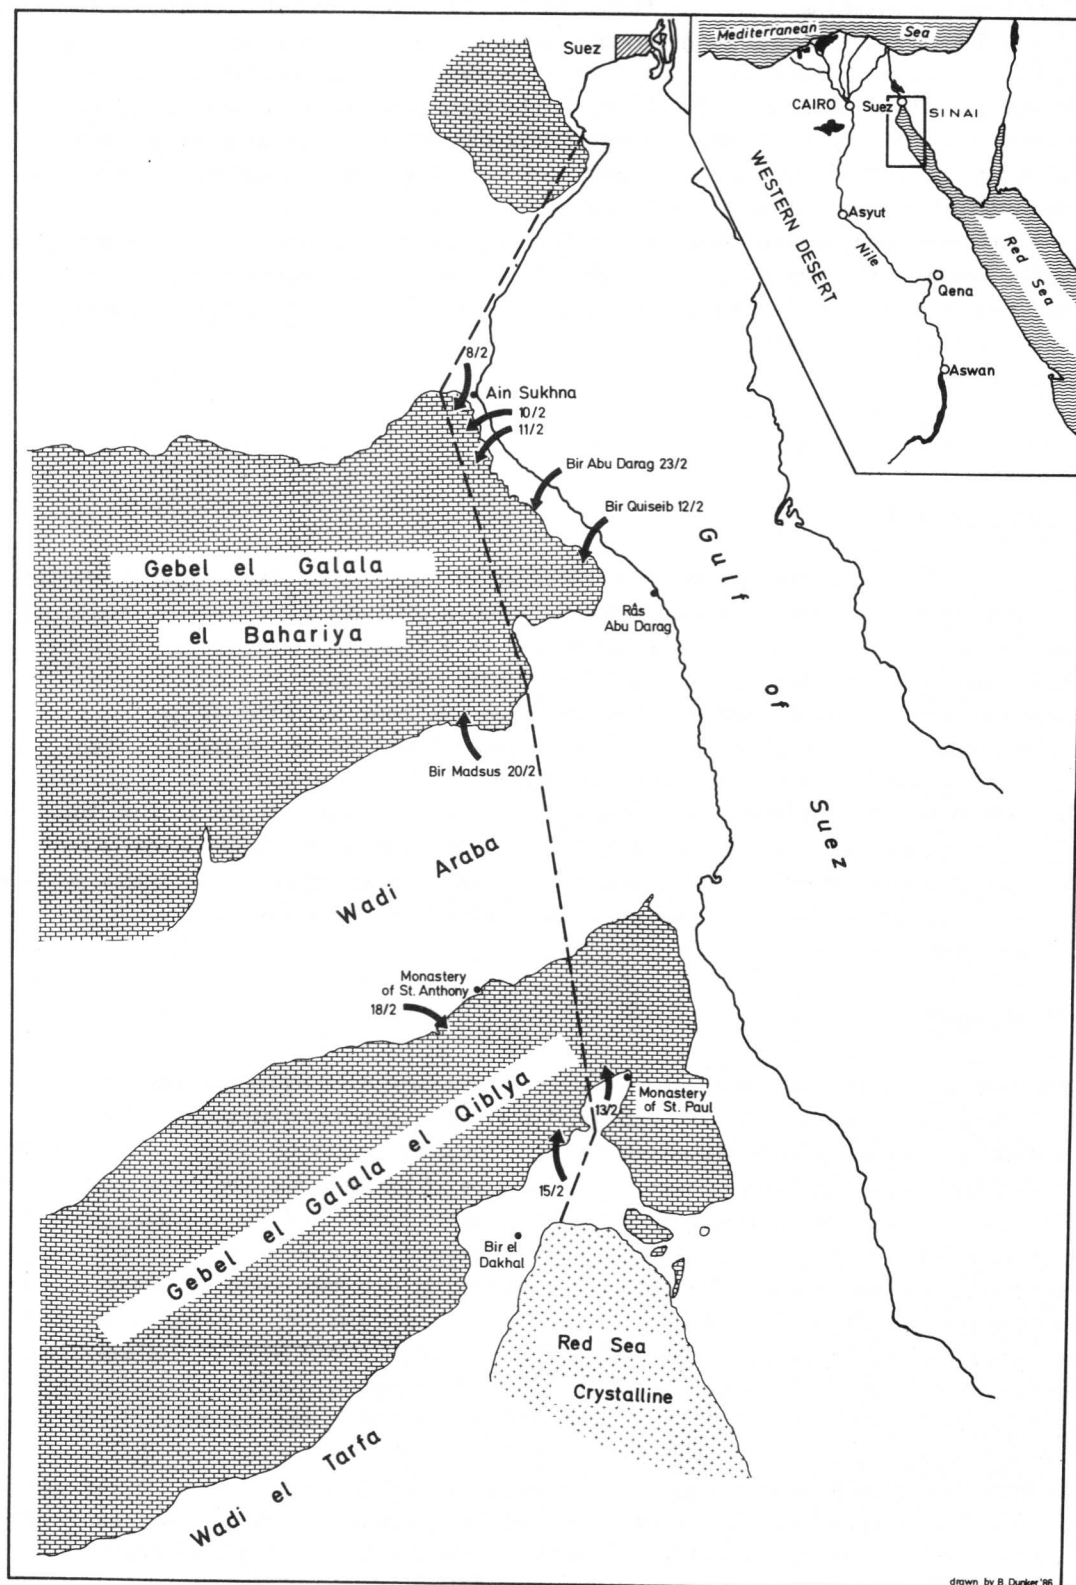 Suez
Mediterranean Sea
CAIRO
Suez
SINAI
WESTERN DESERT
Asyut
Nile
Qena
Red Sea
Aswan
8/2
Ain Sukhna
10/2
11/2
Bir Abu Darag 23/2
Bir Quiseib 12/2
Gebel el Galala
el Bahariya
Râs
Abu Darag
Gulf of Suez
Bir Madsus 20/2
Wadi Araba
Monastery
of St. Anthony
18/2
Gebel el Galala el Qiblya
13/2
Monastery
of St. Paul
15/2
Bir el
Dakhal
Red Sea
Crystalline
Wadi el Tarfa
drawn by B. Dunker '86